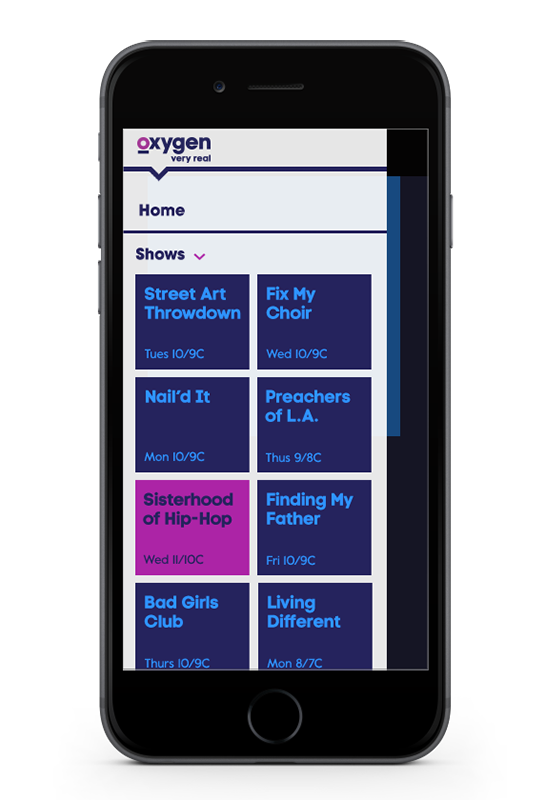 oxygen
very real
Home
Shows
Street Art
Throwdown
Tues 10/9C
Fix My
Choir
Wed 10/9C
Nail'd It
Mon 10/9C
Preachers
of L.A.
Thus 9/8C
Sisterhood
of Hip-Hop
Wed 11/10C
Finding My
Father
Fri 10/9C
Bad Girls
Club
Thurs 10/9C
Living
Different
Mon 8/7C